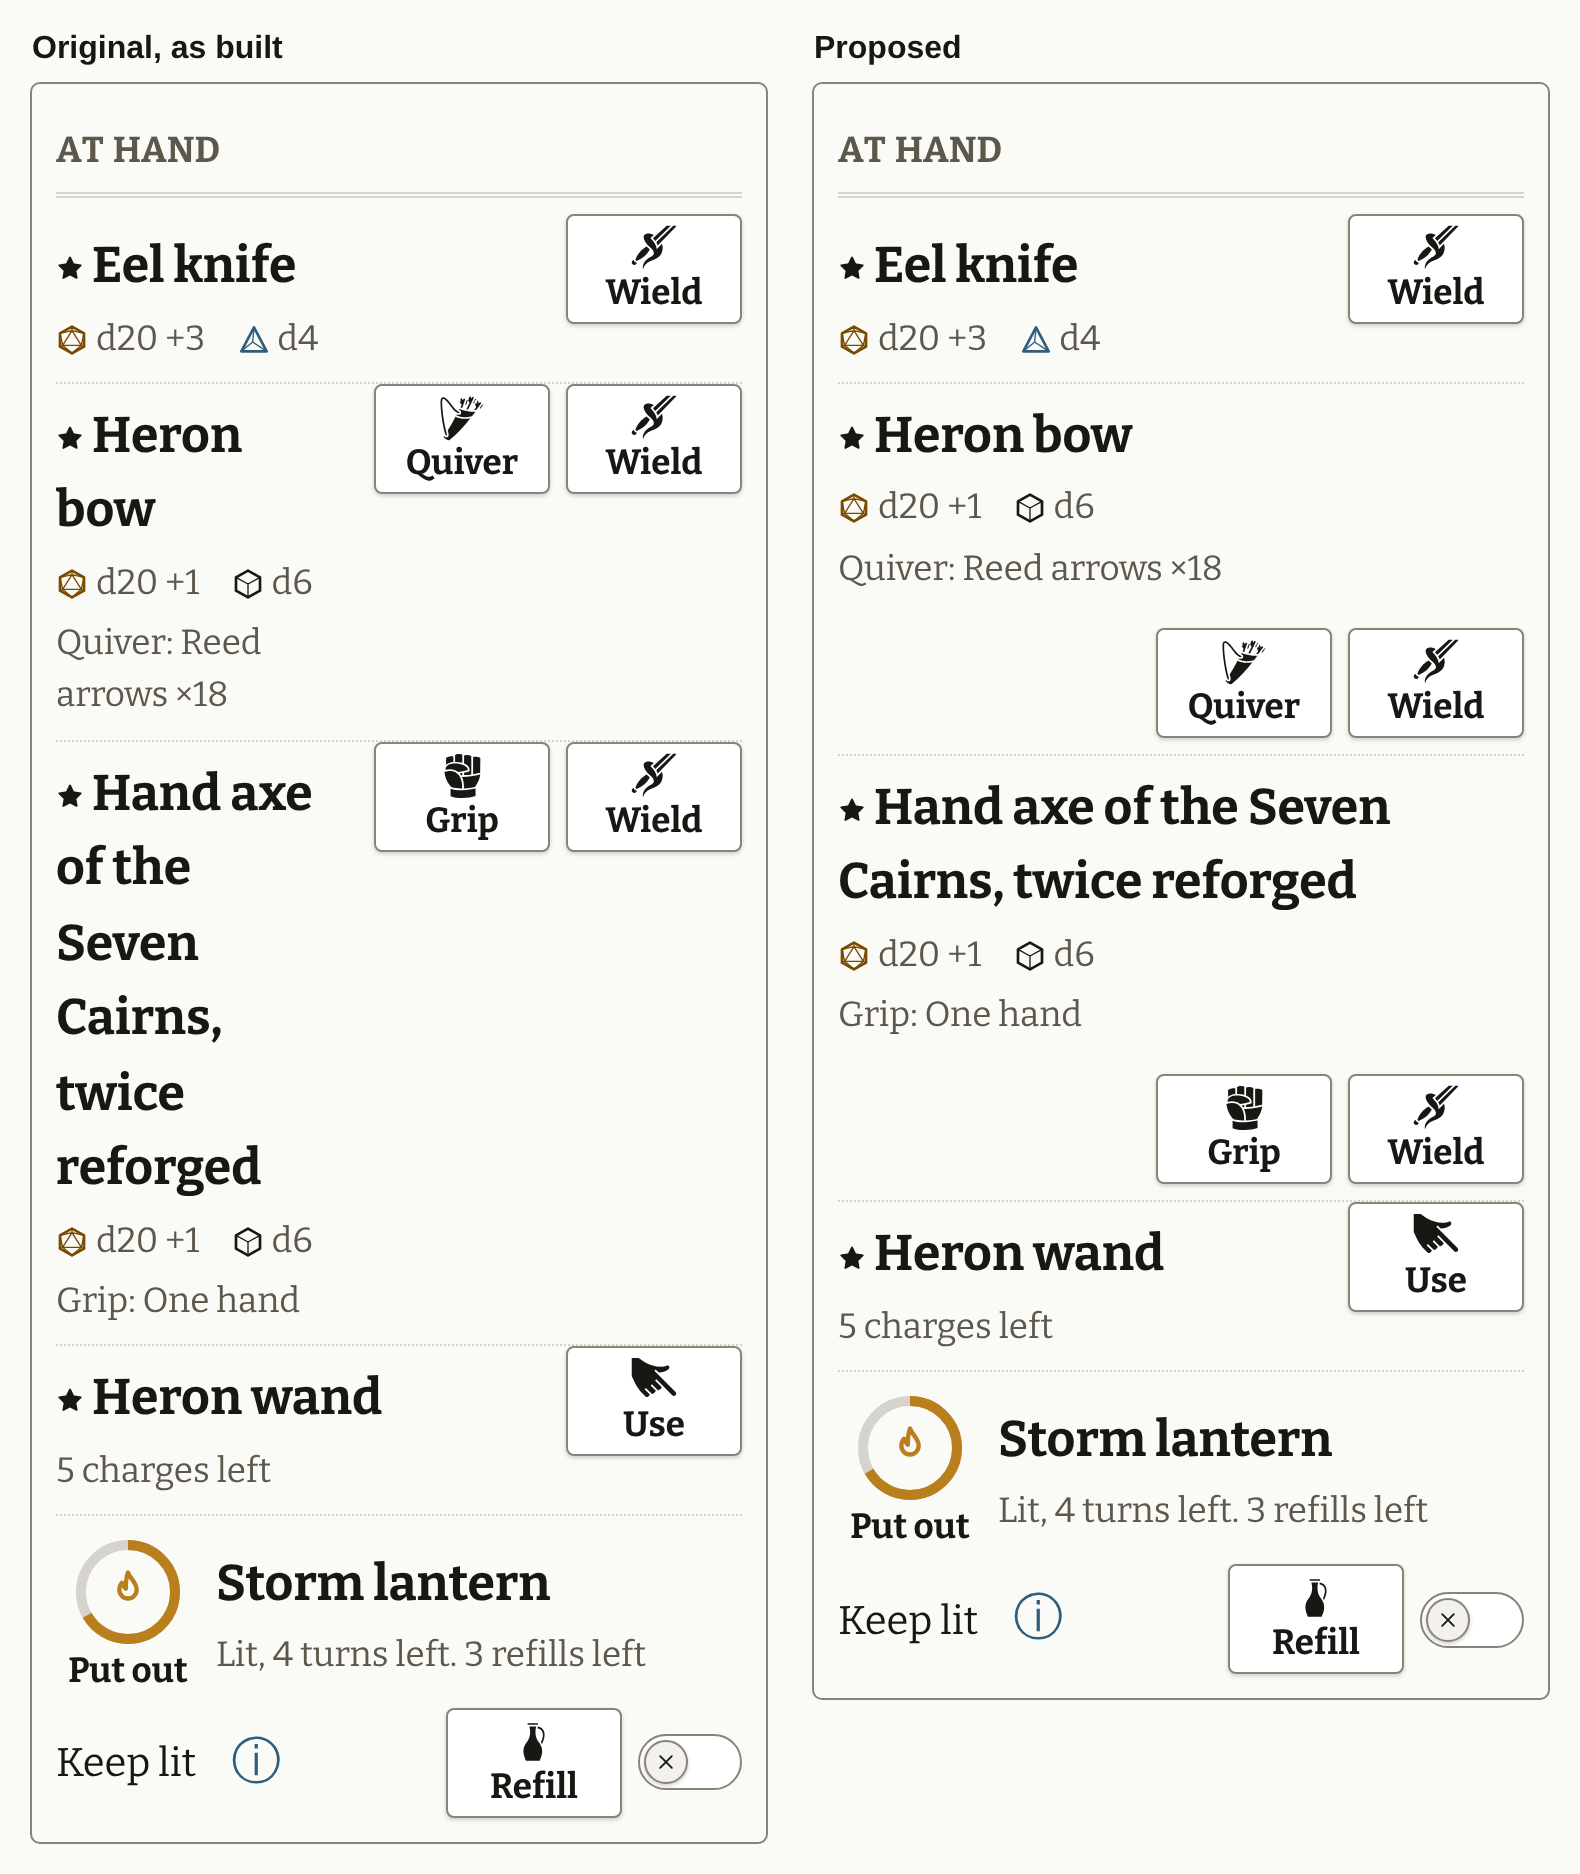 Original, as built
AT HAND
Eel knife
Wield
d20 +3 d4
Heron
bow
Quiver
Wield
d20 +1 d6
Quiver: Reed
arrows ×18
Hand axe
of the
Seven
Cairns,
twice
reforged
Grip
Wield
d20 +1 d6
Grip: One hand
Heron wand
Use
5 charges left
Put out
Storm lantern
Lit, 4 turns left. 3 refills left
Keep lit
Refill
Proposed
AT HAND
Eel knife
Wield
d20 +3 d4
Heron bow
d20 +1 d6
Quiver: Reed arrows ×18
Quiver
Wield
Hand axe of the Seven
Cairns, twice reforged
d20 +1 d6
Grip: One hand
Grip
Wield
Heron wand
Use
5 charges left
Put out
Storm lantern
Lit, 4 turns left. 3 refills left
Keep lit
Refill